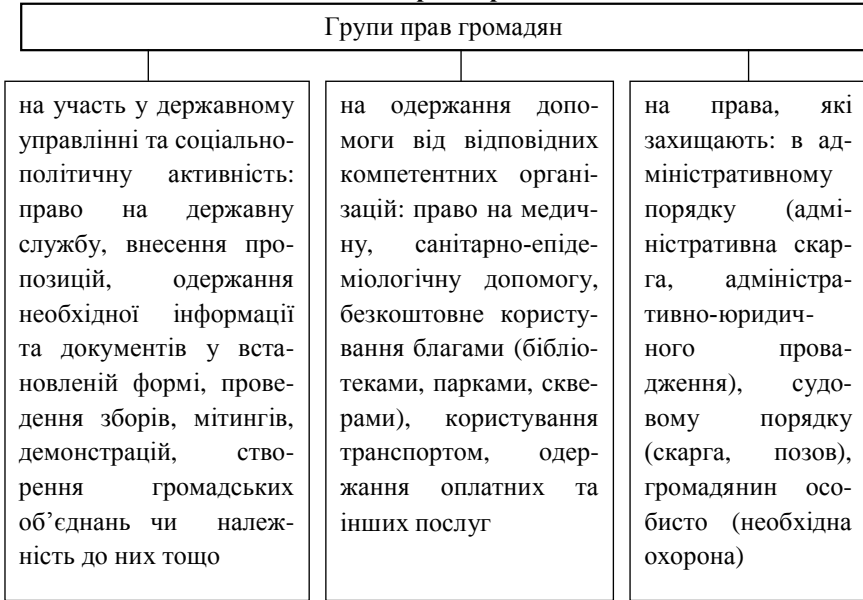 Групи прав громадян
на участь у державному
управлінні та соціально-
політичну активність:
право на державну
службу, внесення про-
позицій, одержання
необхідної інформації
та документів у вста-
новленій формі, прове-
дення зборів, мітингів,
демонстрацій, ство-
рення громадських
об’єднань чи належ-
ність до них тощо
на одержання допо-
моги від відповідних
компетентних органі-
зацій: право на медич-
ну, санітарно-епіде-
міологічну допомогу,
безкоштовне користу-
вання благами (бібліо-
теками, парками, скве-
рами), користування
транспортом, одер-
жання оплатних та
інших послуг
на права, які
захищають: в ад-
міністративному
порядку (адмі-
ністративна скар-
га, адміністра-
тивно-юридич-
ного прова-
дження), судо-
вому порядку
(скарга, позов),
громадянин осо-
бисто (необхідна
охорона)